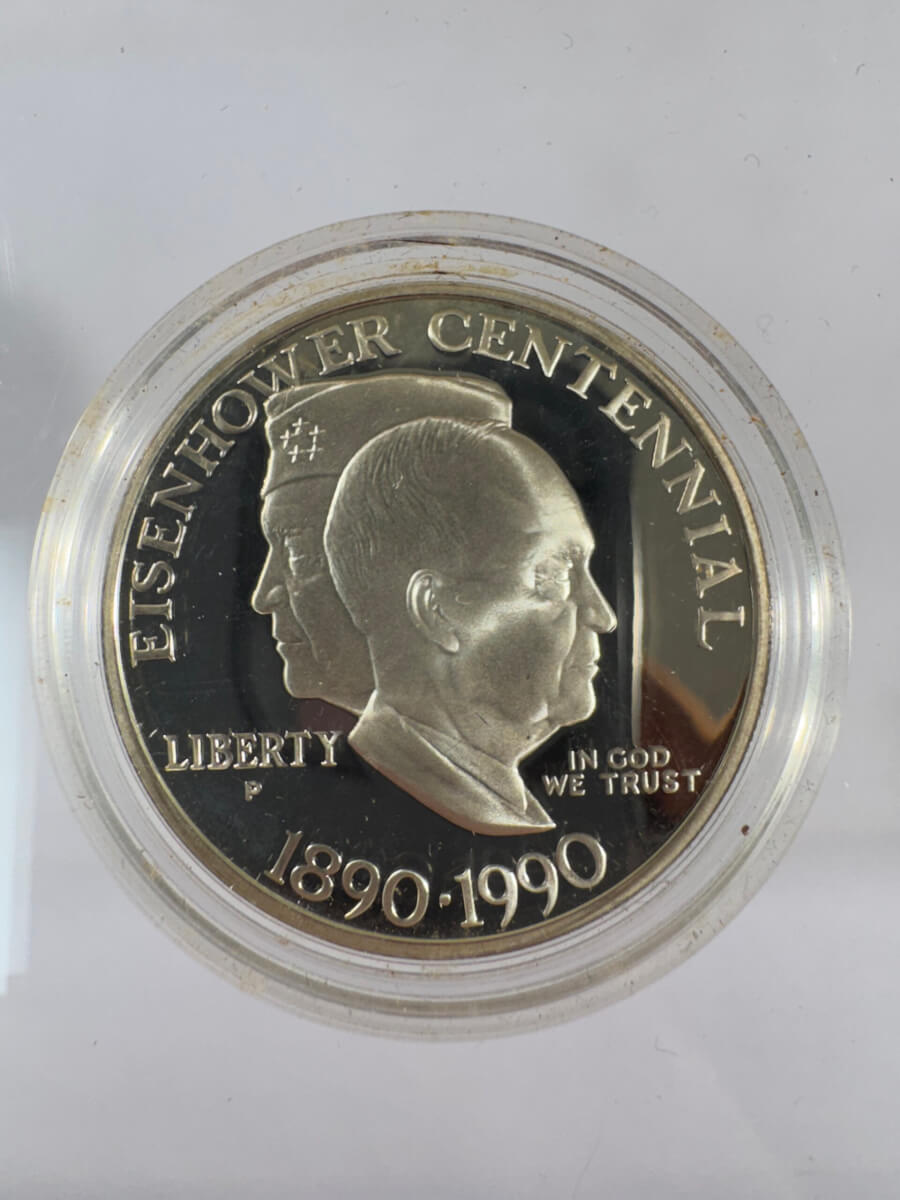 EISENHOWER CENTENNIAL
LIBERTY
P
IN GOD
WE TRUST
1890·1990